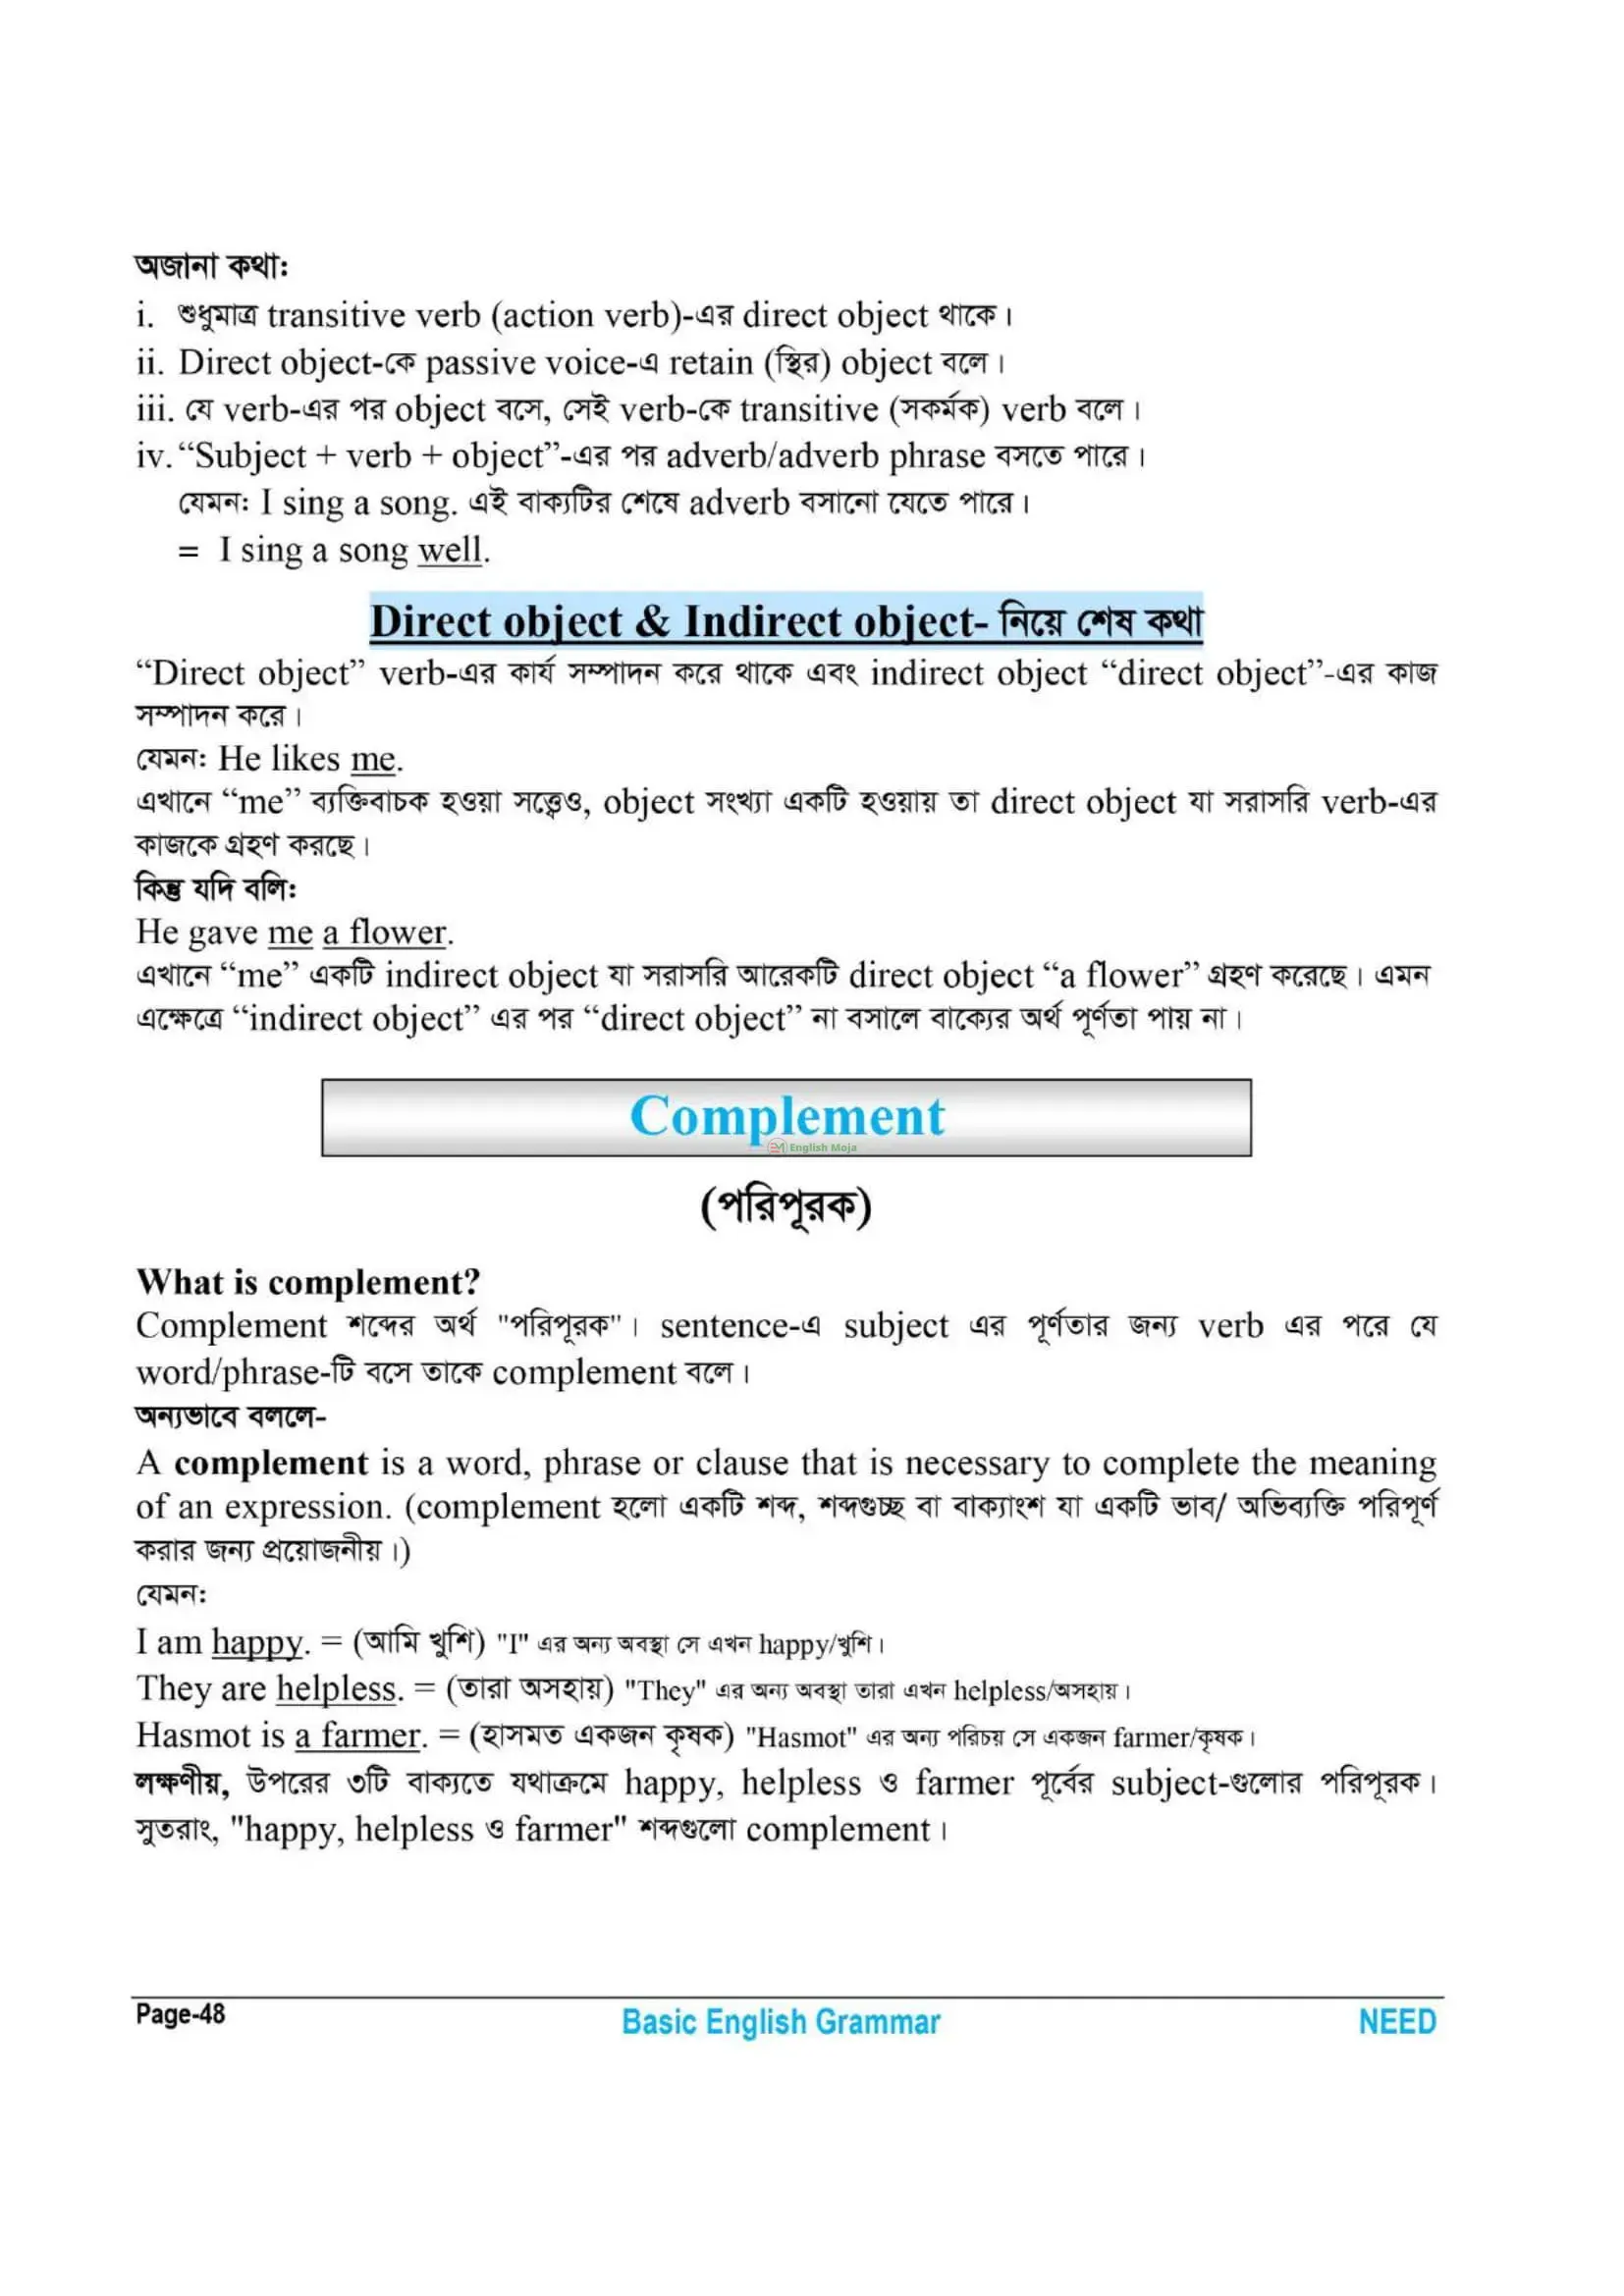 অজানা কথা:
i. শুধুমাত্র transitive verb (action verb)-এর direct object থাকে।
ii. Direct object-কে passive voice-এ retain (স্থির) object বলে।
iii. যে verb-এর পর object বসে, সেই verb-কে transitive (সকর্মক) verb বলে।
iv. “Subject + verb + object”-এর পর adverb/adverb phrase বসতে পারে।
যেমন: I sing a song. এই বাক্যটির শেষে adverb বসানো যেতে পারে।
= I sing a song well.
Direct object & Indirect object- নিয়ে শেষ কথা
“Direct object” verb-এর কার্য সম্পাদন করে থাকে এবং indirect object “direct object”-এর কাজ
সম্পাদন করে।
যেমন: He likes me.
এখানে “me” ব্যক্তিবাচক হওয়া সত্ত্বেও, object সংখ্যা একটি হওয়ায় তা direct object যা সরাসরি verb-এর
কাজকে গ্রহণ করছে।
কিন্তু যদি বলি:
He gave me a flower.
এখানে “me” একটি indirect object যা সরাসরি আরেকটি direct object “a flower” গ্রহণ করেছে। এমন
এক্ষেত্রে “indirect object” এর পর “direct object” না বসালে বাক্যের অর্থ পূর্ণতা পায় না।
Complement
English Moja
(পরিপূরক)
What is complement?
Complement শব্দের অর্থ "পরিপূরক"। sentence-এ subject এর পূর্ণতার জন্য verb এর পরে যে
word/phrase-টি বসে তাকে complement বলে।
অন্যভাবে বললে-
A complement is a word, phrase or clause that is necessary to complete the meaning
of an expression. (complement হলো একটি শব্দ, শব্দগুচ্ছ বা বাক্যাংশ যা একটি ভাব/ অভিব্যক্তি পরিপূর্ণ
করার জন্য প্রয়োজনীয়।)
যেমন:
I am happy. = (আমি খুশি) "I" এর অন্য অবস্থা সে এখন happy/খুশি।
They are helpless. = (তারা অসহায়) "They" এর অন্য অবস্থা তারা এখন helpless/অসহায়।
Hasmot is a farmer. = (হাসমত একজন কৃষক) "Hasmot" এর অন্য পরিচয় সে একজন farmer/কৃষক।
লক্ষণীয়, উপরের ৩টি বাক্যতে যথাক্রমে happy, helpless ও farmer পূর্বের subject-গুলোর পরিপূরক।
সুতরাং, "happy, helpless ও farmer" শব্দগুলো complement।
Page-48 Basic English Grammar NEED